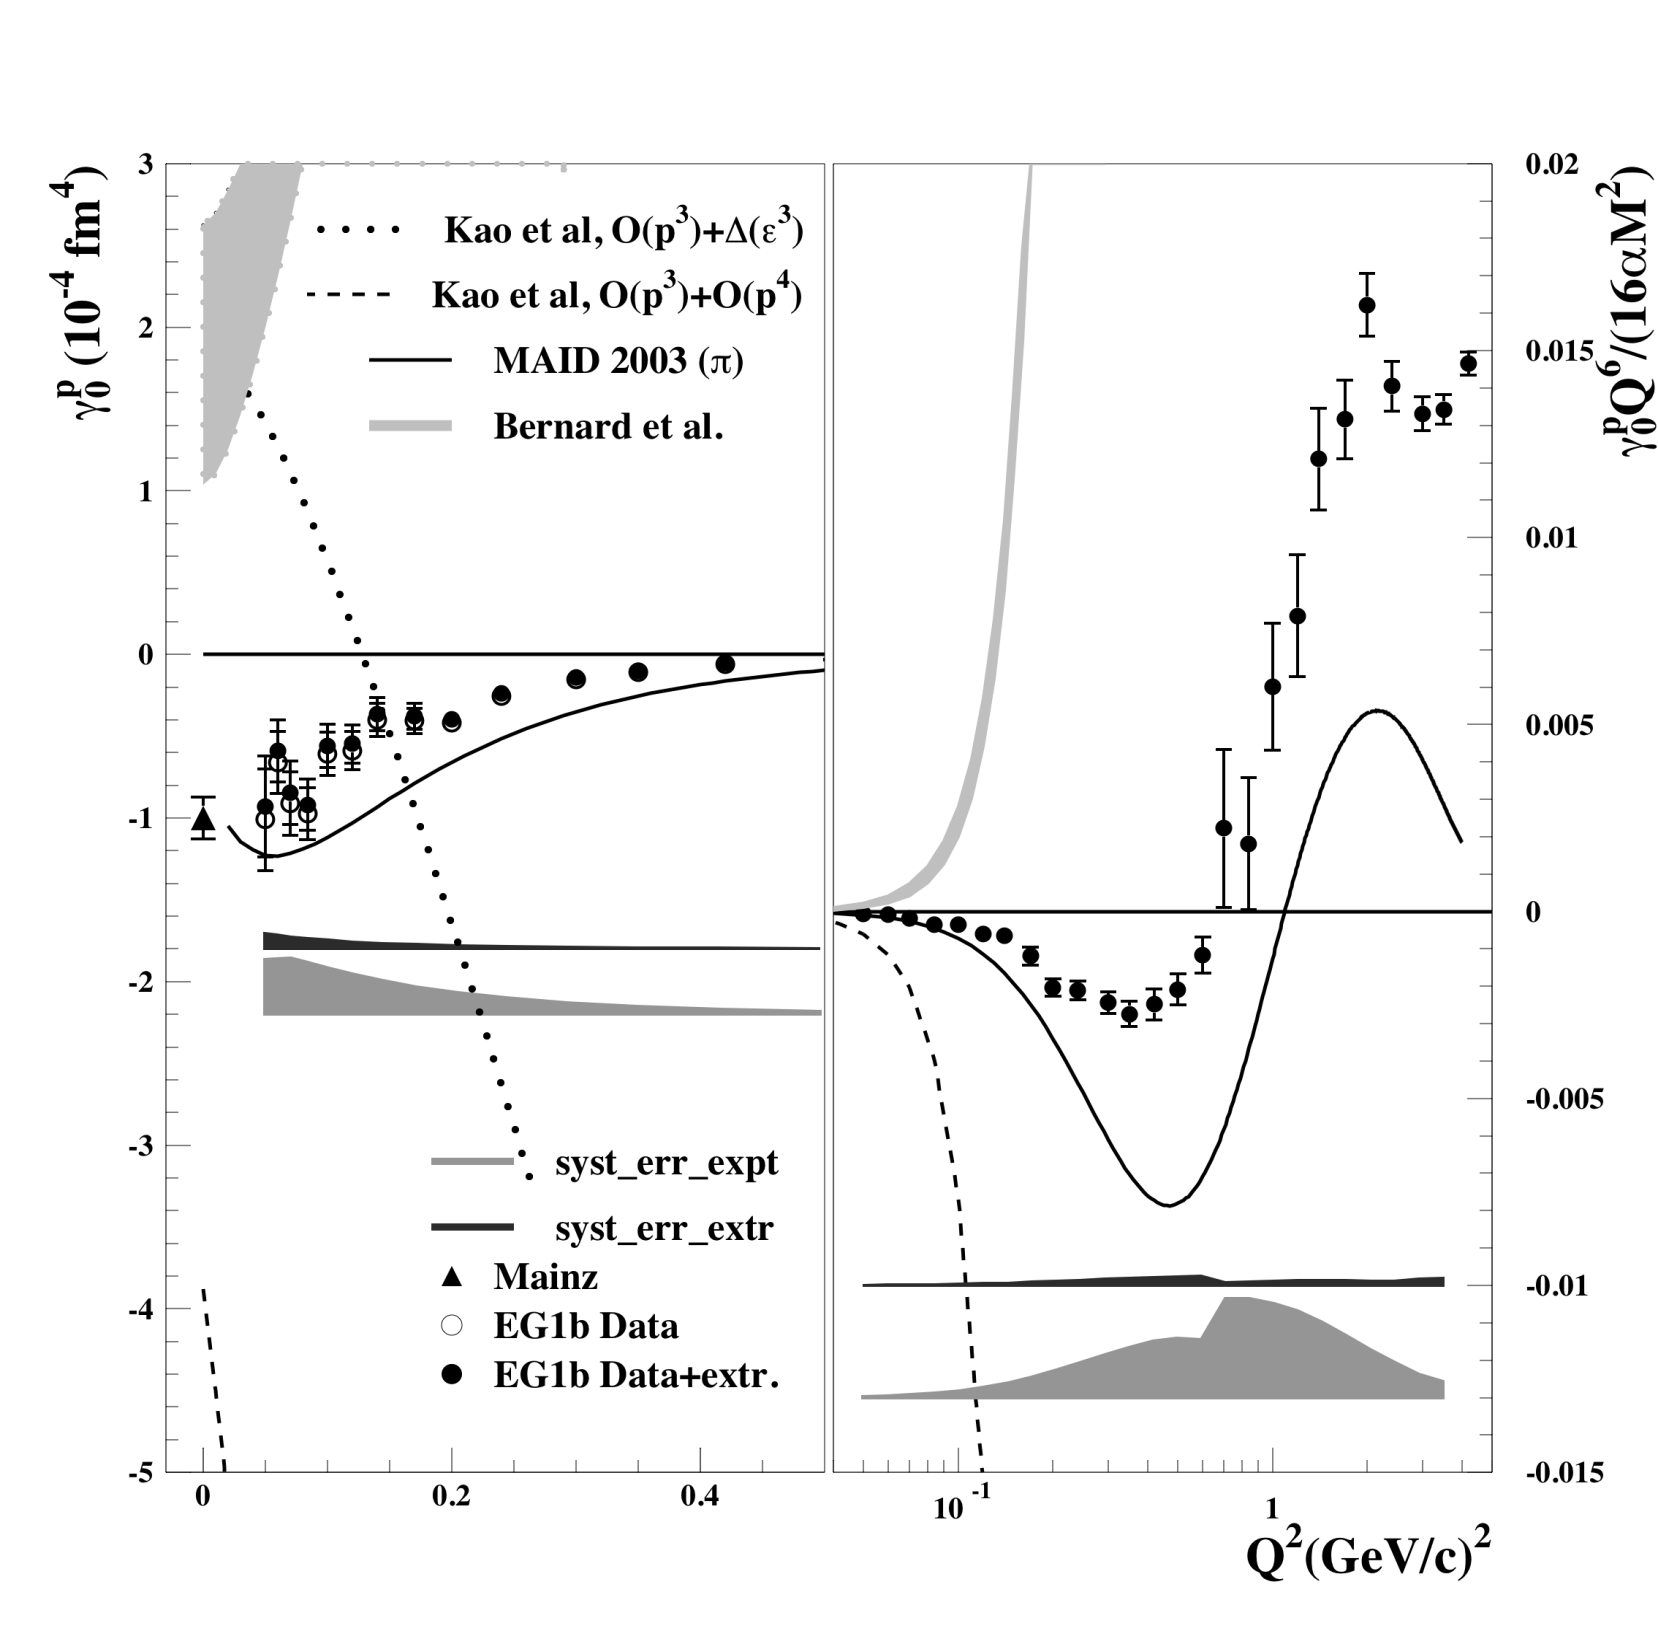 γ₀ᵖ (10⁻⁴ fm⁴)
3
2
1
0
-1
-2
-3
-4
-5
Kao et al, O(p³)+Δ(ε³)
Kao et al, O(p³)+O(p⁴)
MAID 2003 (π)
Bernard et al.
syst_err_expt
syst_err_extr
Mainz
EG1b Data
EG1b Data+extr.
0 0.2 0.4
0.02
0.015
0.01
0.005
0
-0.005
-0.01
-0.015
γ₀ᵖQ⁶/(16αM²)
10⁻¹ 1
Q²(GeV/c)²